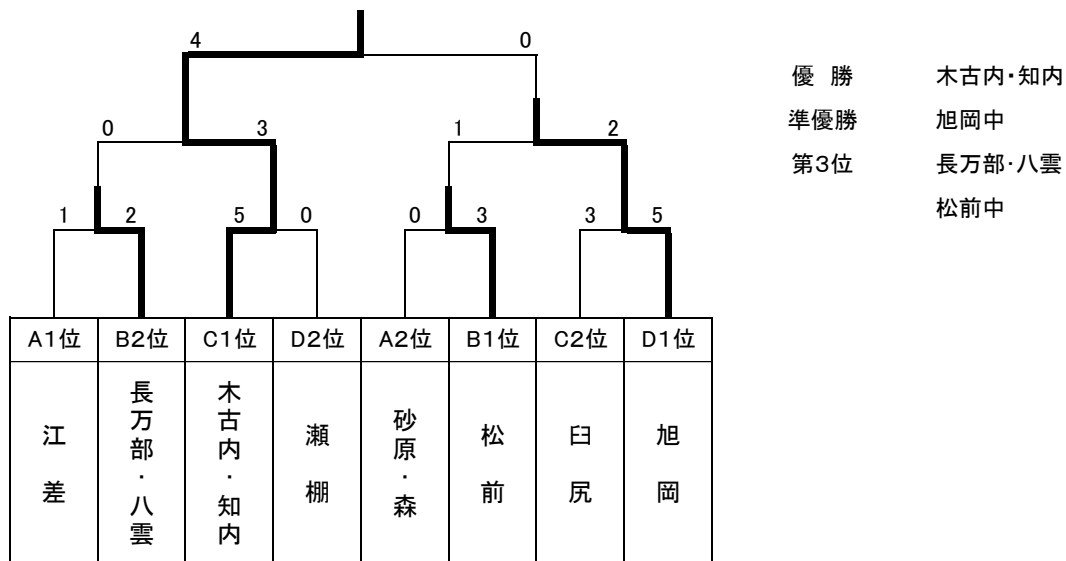 4 0
優 勝 木古内・知内
準優勝 旭岡中
0 3 1 2
第3位 長万部・八雲
松前中
1 2 5 0 0 3 3 5
A1位 B2位 C1位 D2位 A2位 B1位 C2位 D1位
江差
長万部・八雲
木古内・知内
瀬棚
砂原・森
松前
臼尻
旭岡